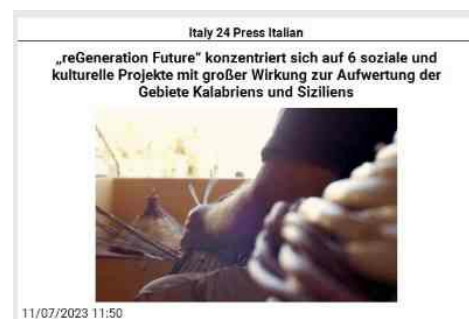 Italy 24 Press Italian
„reGeneration Future“ konzentriert sich auf 6 soziale und
kulturelle Projekte mit großer Wirkung zur Aufwertung der
Gebiete Kalabriens und Siziliens
11/07/2023 11:50